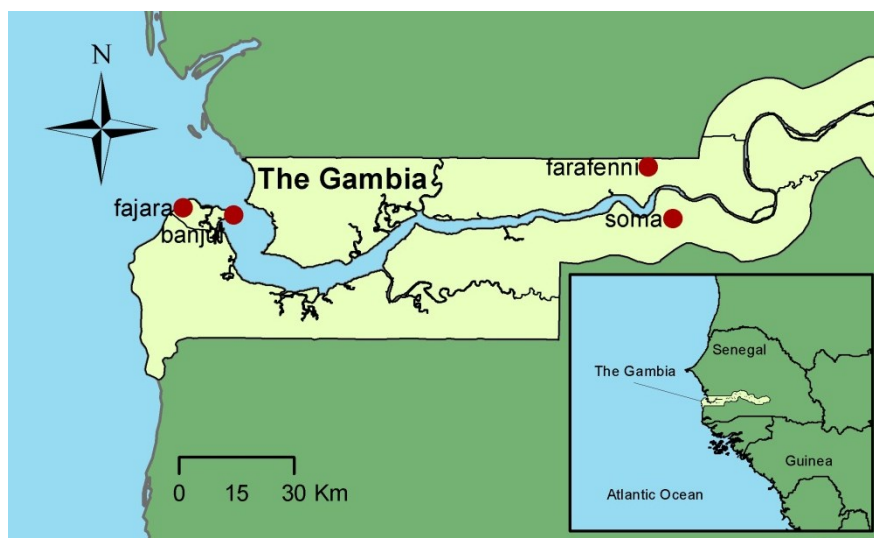 N
The Gambia
farafenni
fajara
banjul
soma
Senegal
The Gambia
Guinea
Atlantic Ocean
0 15 30 Km